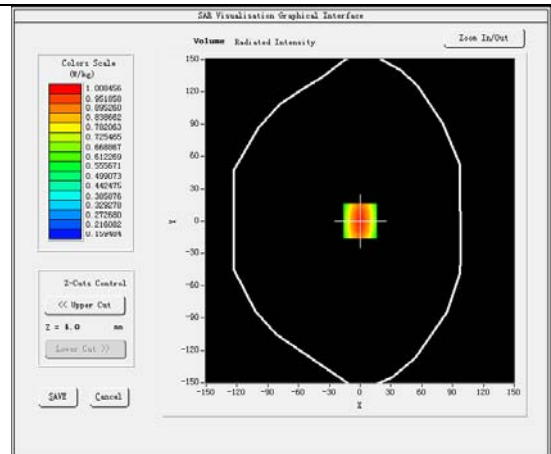 SAR Visualisation Graphical Interface
Volume Radiated Intensity
Zoom In/Out
Colors Scale
(W/kg)
1.008456
0.951858
0.895260
0.838662
0.782063
0.725465
0.668867
0.612269
0.555671
0.499073
0.442475
0.385876
0.329278
0.272680
0.216082
0.159484
Z-Cuts Control
<< Upper Cut
Z = 4.0 mm
Lower Cut >>
SAVE
Cancel
150
120
90
60
30
0
-30
-60
-90
-120
-150
Y
-150 -120 -90 -60 -30 0 30 60 90 120 150
X